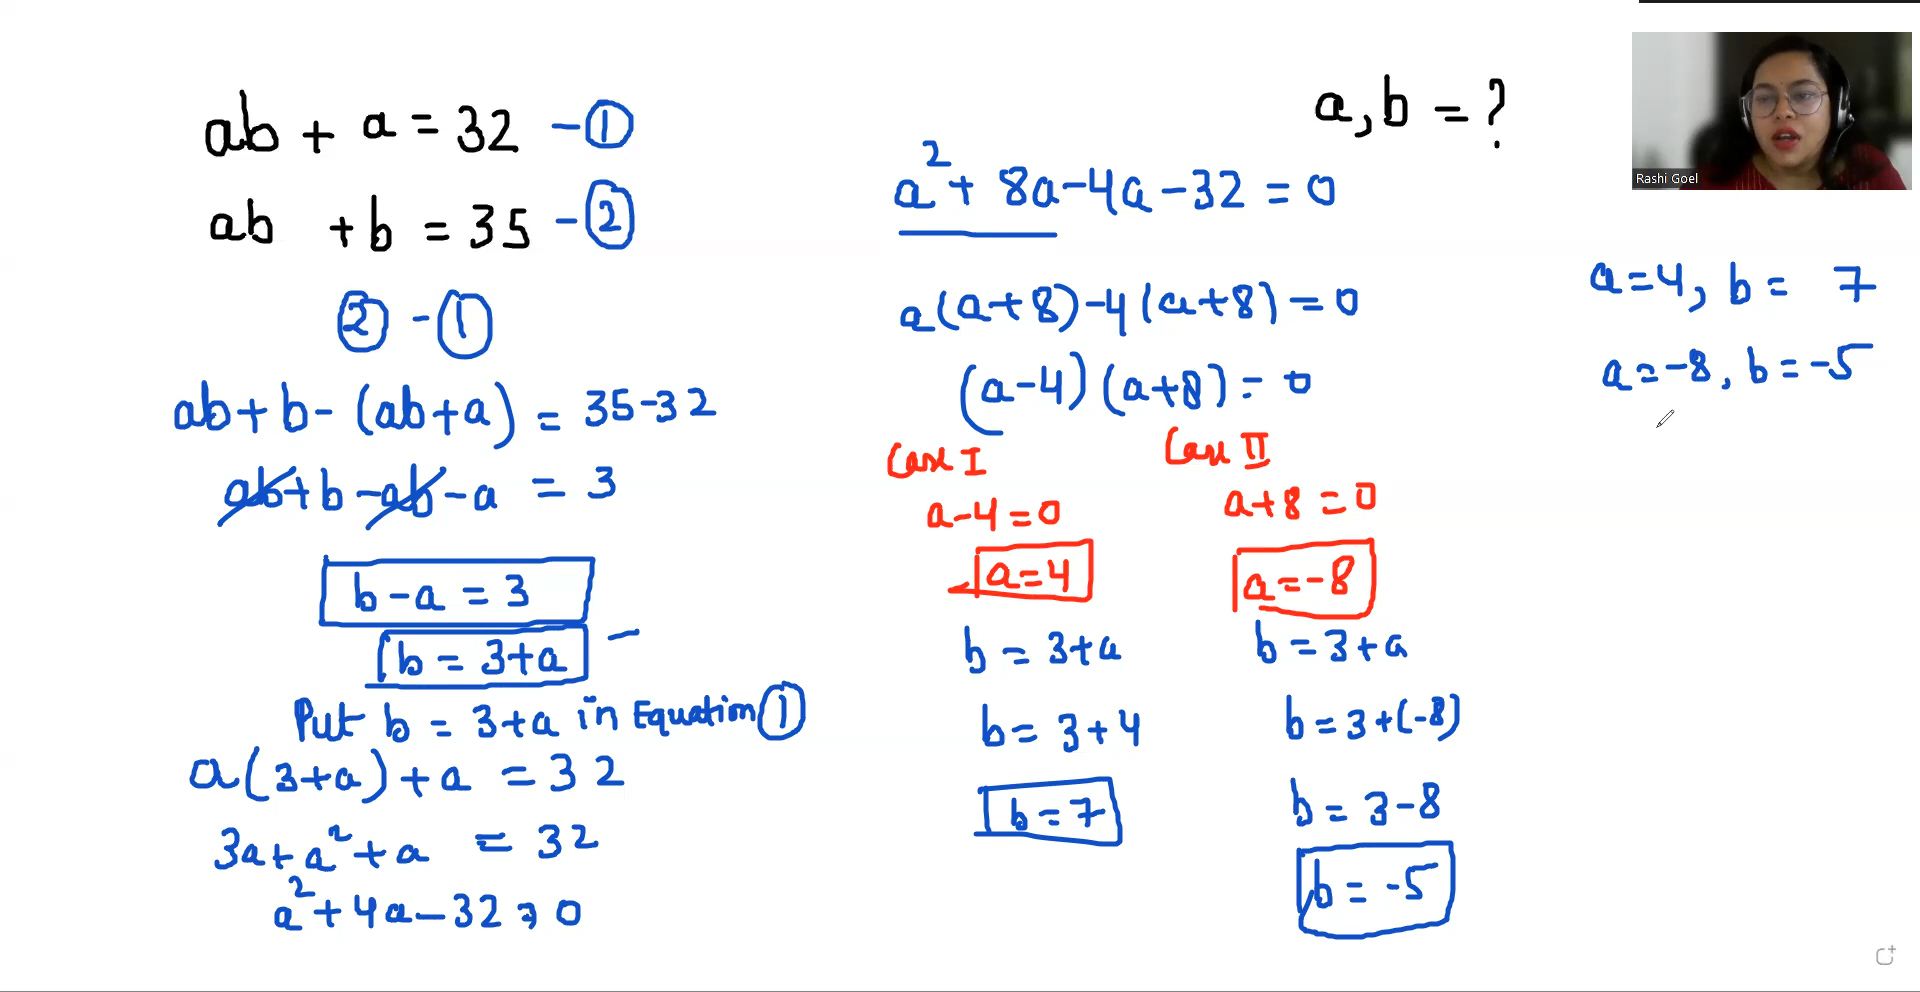 ab + a = 32 - ①
ab + b = 35 - ②
② - ①
ab + b - (ab + a) = 35 - 32
ab + b - ab - a = 3
b - a = 3
b = 3 + a
Put b = 3 + a in Equation ①
a(3 + a) + a = 32
3a + a² + a = 32
a² + 4a - 32 = 0
a, b = ?
a² + 8a - 4a - 32 = 0
a(a + 8) - 4(a + 8) = 0
(a - 4)(a + 8) = 0
Case I
a - 4 = 0
a = 4
b = 3 + a
b = 3 + 4
b = 7
Case II
a + 8 = 0
a = -8
b = 3 + a
b = 3 + (-8)
b = 3 - 8
b = -5
Rashi Goel
a = 4, b = 7
a = -8, b = -5